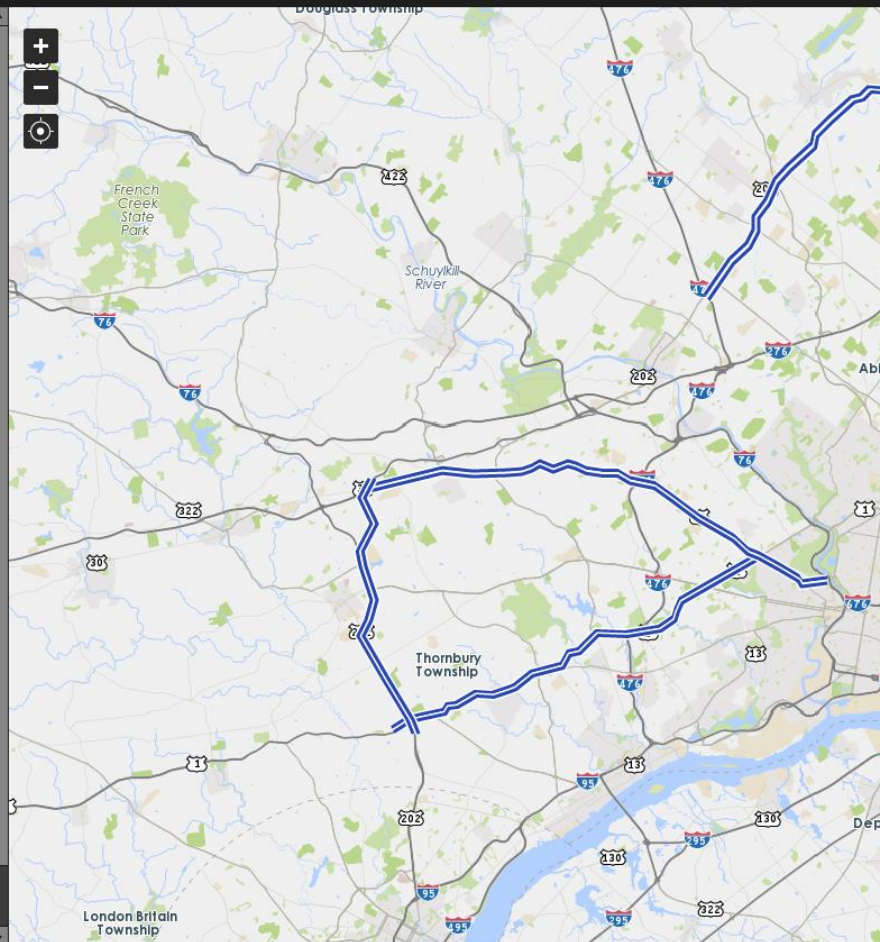 Douglass Township
+
−
476
422
French
Creek
State
Park
476
Schuylkill
River
76
276
202
Abi
476
76
76
322
1
30
476
676
Thornbury
Township
13
476
1
13
95
202
130
295
Dep
130
95
322
London Britain
Township
295
495